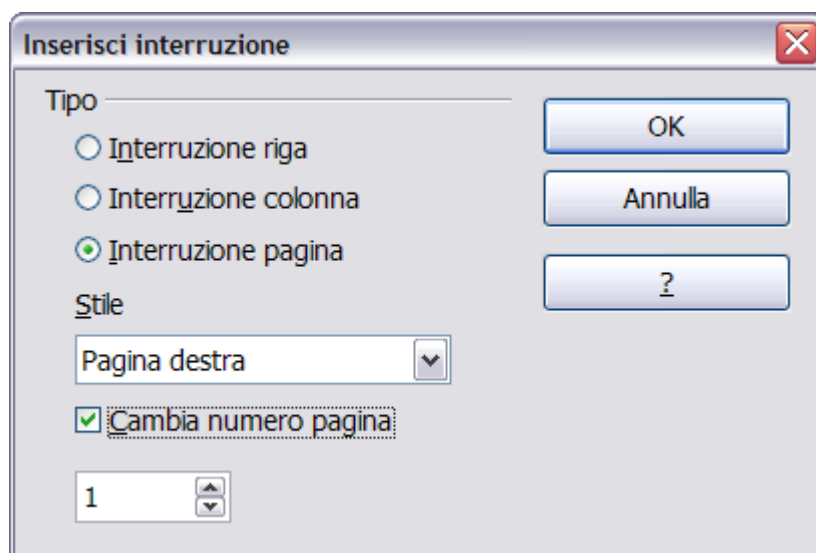 Inserisci interruzione
Tipo
Interruzione riga
Interruzione colonna
Interruzione pagina
Stile
Pagina destra
Cambia numero pagina
1
OK
Annulla
?